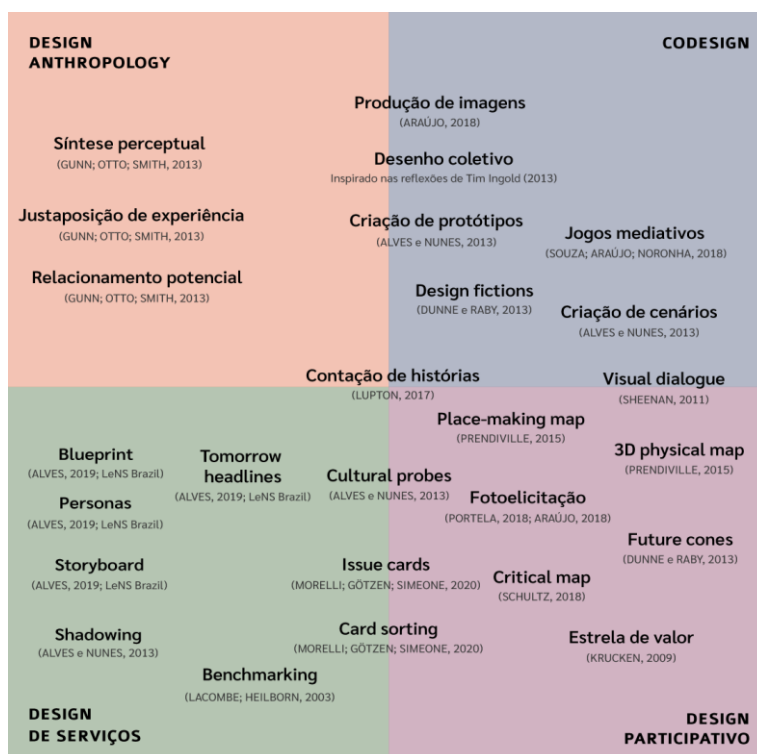 DESIGN
ANTHROPOLOGY
CODESIGN
Produção de imagens
(ARAÚJO, 2018)
Síntese perceptual
(GUNN; OTTO; SMITH, 2013)
Desenho coletivo
Inspirado nas reflexões de Tim Ingold (2013)
Justaposição de experiência
(GUNN; OTTO; SMITH, 2013)
Criação de protótipos
(ALVES e NUNES, 2013)
Jogos mediativos
(SOUZA; ARAÚJO; NORONHA, 2018)
Relacionamento potencial
(GUNN; OTTO; SMITH, 2013)
Design fictions
(DUNNE e RABY, 2013)
Criação de cenários
(ALVES e NUNES, 2013)
Contação de histórias
(LUPTON, 2017)
Visual dialogue
(SHEENAN, 2011)
Place-making map
(PRENDIVILLE, 2015)
3D physical map
(PRENDIVILLE, 2015)
Blueprint
(ALVES, 2019; LeNS Brazil)
Tomorrow
headlines
(ALVES, 2019; LeNS Brazil)
Cultural probes
(ALVES e NUNES, 2013)
Personas
(ALVES, 2019; LeNS Brazil)
Fotoelicitação
(PORTELA, 2018; ARAÚJO, 2018)
Future cones
(DUNNE e RABY, 2013)
Storyboard
(ALVES, 2019; LeNS Brazil)
Issue cards
(MORELLI; GÖTZEN; SIMEONE, 2020)
Critical map
(SCHULTZ, 2018)
Shadowing
(ALVES e NUNES, 2013)
Card sorting
(MORELLI; GÖTZEN; SIMEONE, 2020)
Estrela de valor
(KRUCKEN, 2009)
Benchmarking
(LACOMBE; HEILBORN, 2003)
DESIGN
DE SERVIÇOS
DESIGN
PARTICIPATIVO